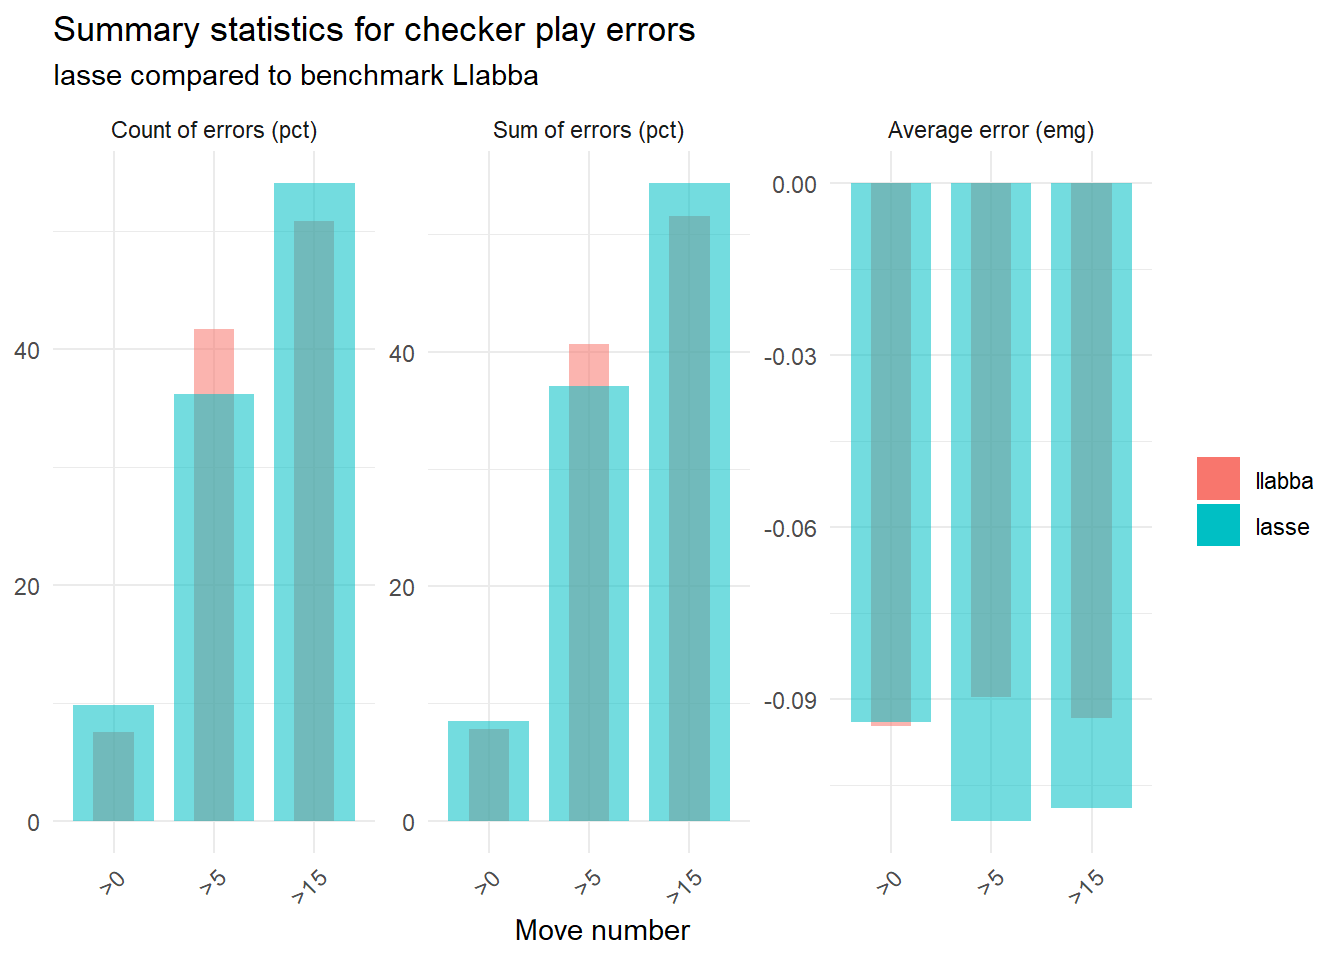 Summary statistics for checker play errors
lasse compared to benchmark Llabba
Count of errors (pct)
Sum of errors (pct)
Average error (emg)
40
20
0
40
20
0
0.00
-0.03
-0.06
-0.09
>0
>5
>15
>0
>5
>15
>0
>5
>15
Move number
llabba
lasse